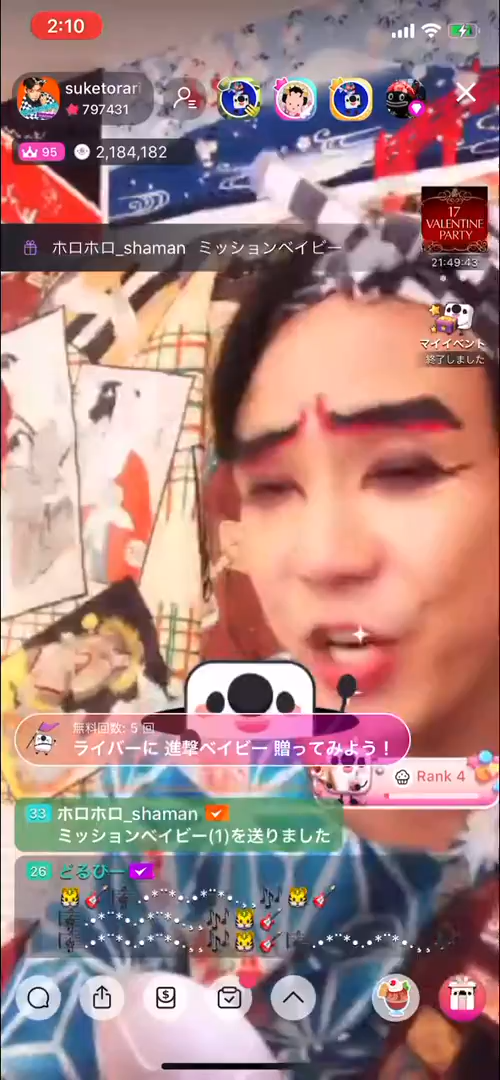 2:10
suketorar
797431
95
2,184,182
17
VALENTINE
PARTY
21:49:43
ホロホロ_shaman ミッションベイビー
マイイベント
終了しました
無料回数: 5 回
ライバーに 進撃ベイビー 贈ってみよう！
Rank 4
33 ホロホロ_shaman
ミッションベイビー(1)を送りました
26 どるぴー